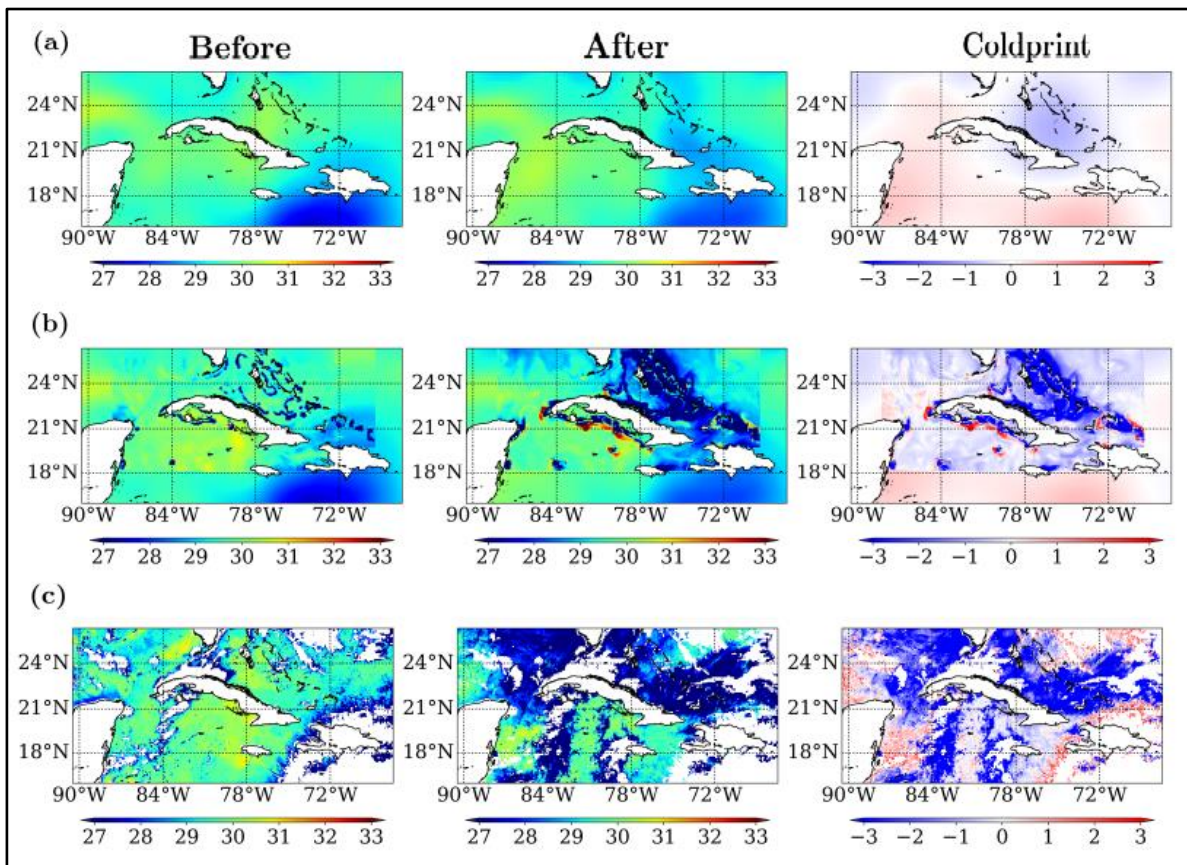 (a)
Before After Coldprint
24°N 24°N 24°N
21°N 21°N 21°N
18°N 18°N 18°N
90°W 84°W 78°W 72°W 90°W 84°W 78°W 72°W 90°W 84°W 78°W 72°W
27 28 29 30 31 32 33 27 28 29 30 31 32 33 −3 −2 −1 0 1 2 3
(b)
24°N 24°N 24°N
21°N 21°N 21°N
18°N 18°N 18°N
90°W 84°W 78°W 72°W 90°W 84°W 78°W 72°W 90°W 84°W 78°W 72°W
27 28 29 30 31 32 33 27 28 29 30 31 32 33 −3 −2 −1 0 1 2 3
(c)
24°N 24°N 24°N
21°N 21°N 21°N
18°N 18°N 18°N
90°W 84°W 78°W 72°W 90°W 84°W 78°W 72°W 90°W 84°W 78°W 72°W
27 28 29 30 31 32 33 27 28 29 30 31 32 33 −3 −2 −1 0 1 2 3